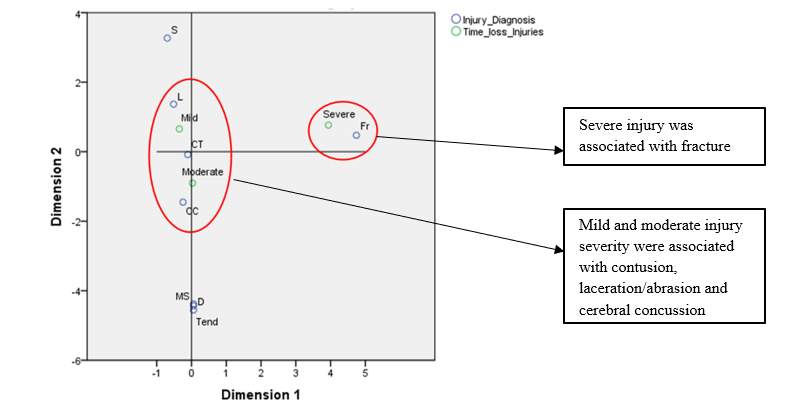 4
2
0
-2
-4
-6
Dimension 2
S
L
Mild
CT
Moderate
CC
MS
D
Tend
Severe
Fr
-1 0 1 2 3 4 5
Dimension 1
Injury_Diagnosis
Time_loss_Injuries
Severe injury was
associated with fracture
Mild and moderate injury
severity were associated
with contusion,
laceration/abrasion and
cerebral concussion